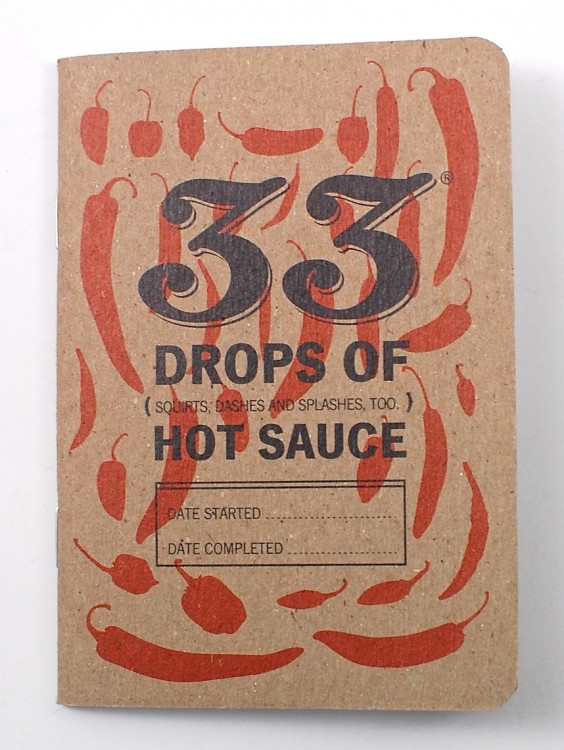 33®
DROPS OF
( SQUIRTS, DASHES AND SPLASHES, TOO. )
HOT SAUCE
DATE STARTED ........................
DATE COMPLETED ....................